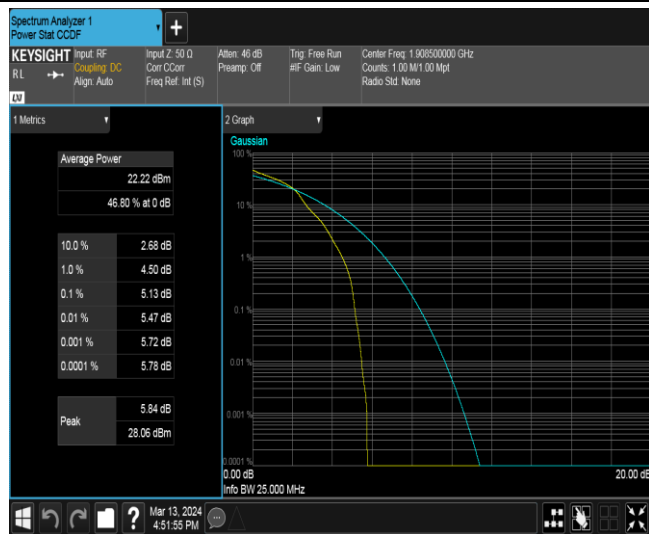 Spectrum Analyzer 1
Power Stat CCDF
+
KEYSIGHT
RL
LXI
Input: RF
Coupling: DC
Align: Auto
Input Z: 50 Ω
Corr CCorr
Freq Ref: Int (S)
Atten: 46 dB
Preamp: Off
Trig: Free Run
#IF Gain: Low
Center Freq: 1.908500000 GHz
Counts: 1.00 M/1.00 Mpt
Radio Std: None
1 Metrics
Average Power
22.22 dBm
46.80 % at 0 dB
10.0 % 2.68 dB
1.0 % 4.50 dB
0.1 % 5.13 dB
0.01 % 5.47 dB
0.001 % 5.72 dB
0.0001 % 5.78 dB
Peak
5.84 dB
28.06 dBm
2 Graph
Gaussian
100 %
10 %
1 %
0.1 %
0.01 %
0.001 %
0.0001 %
0.00 dB 20.00 dB
Info BW 25.000 MHz
?
Mar 13, 2024
4:51:55 PM